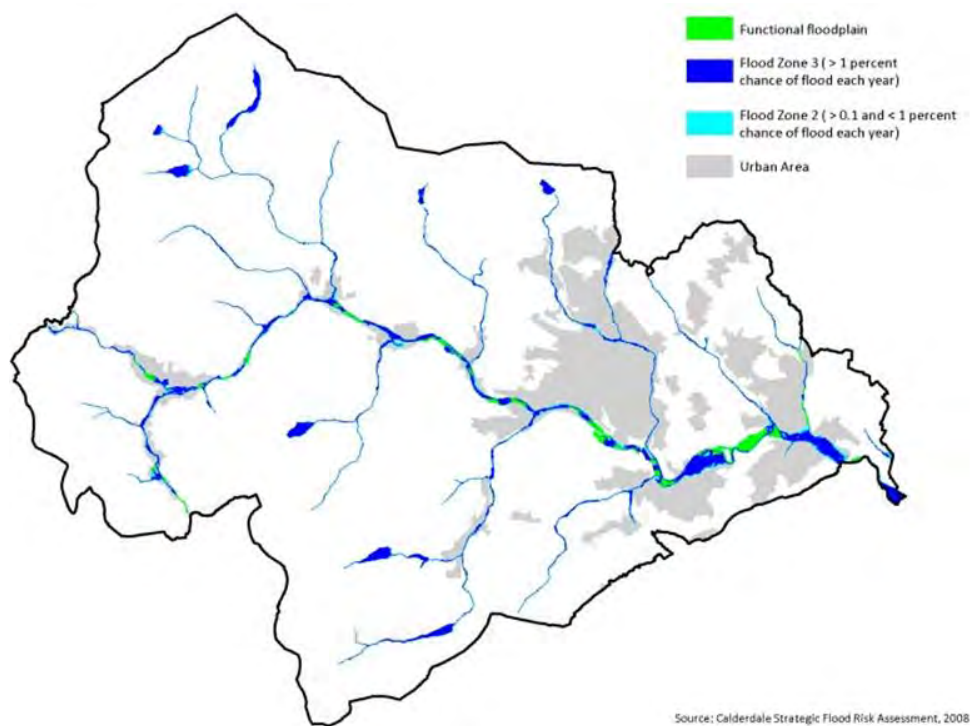 Functional floodplain
Flood Zone 3 ( > 1 percent
chance of flood each year)
Flood Zone 2 ( > 0.1 and < 1 percent
chance of flood each year)
Urban Area
Source: Calderdale Strategic Flood Risk Assessment, 2008